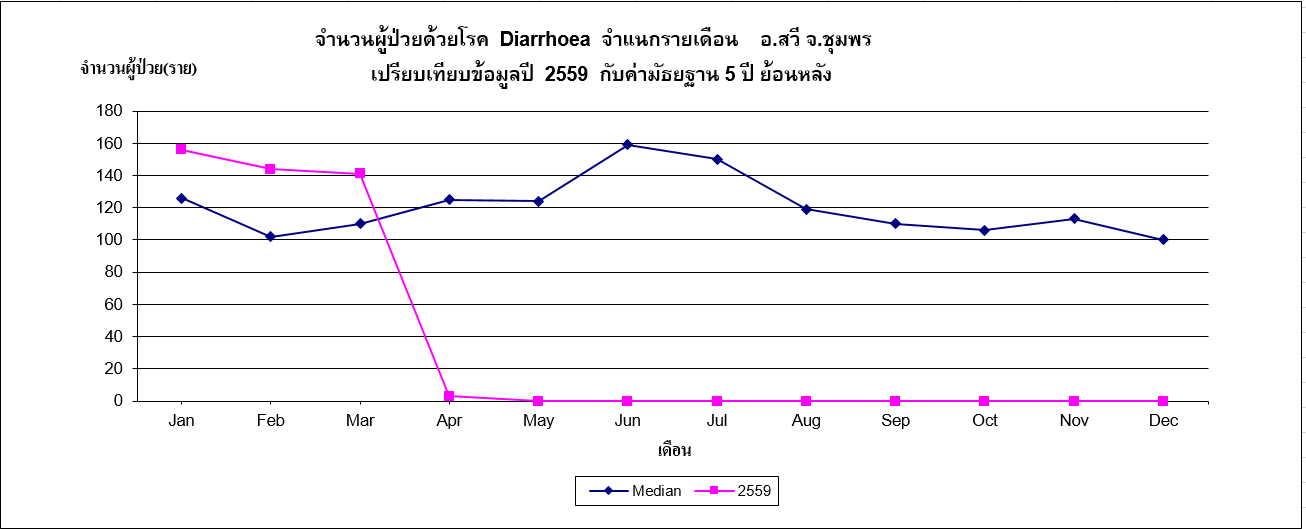 จำนวนผู้ป่วยด้วยโรค Diarrhoea จำแนกรายเดือน อ.สวี จ.ชุมพร
เปรียบเทียบข้อมูลปี 2559 กับค่ามัธยฐาน 5 ปี ย้อนหลัง
จำนวนผู้ป่วย(ราย)
180
160
140
120
100
80
60
40
20
0
Jan Feb Mar Apr May Jun Jul Aug Sep Oct Nov Dec
เดือน
Median 2559